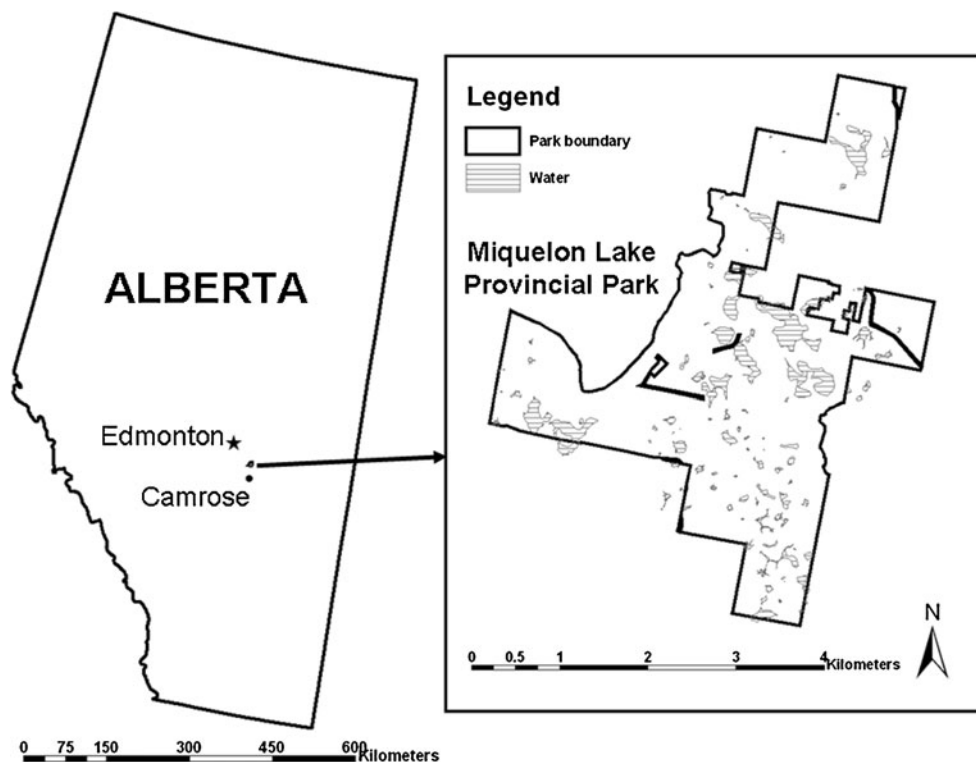 ALBERTA
Edmonton
Camrose
0 75 150 300 450 600
Kilometers
Legend
Park boundary
Water
Miquelon Lake
Provincial Park
N
0 0.5 1 2 3 4
Kilometers